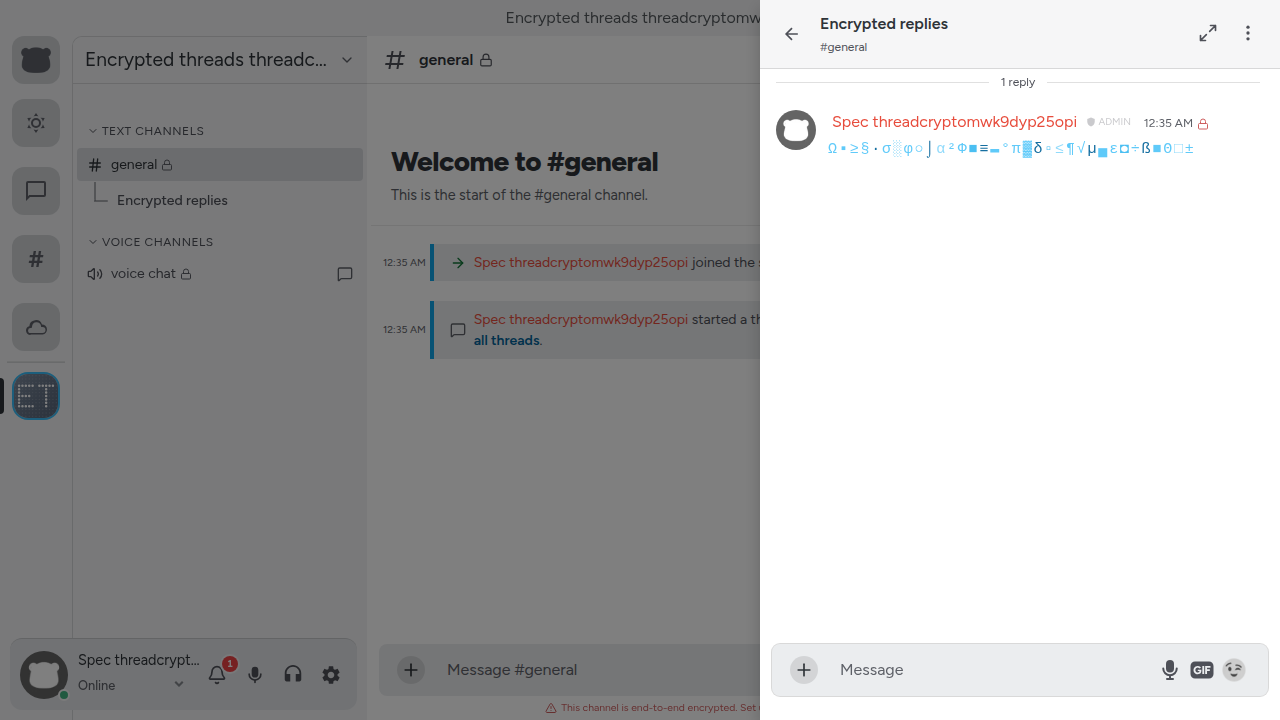 Encrypted threads threadcryptomw
Encrypted threads threadc...
TEXT CHANNELS
general
Encrypted replies
VOICE CHANNELS
voice chat
ET
Spec threadcrypt...
Online
1
# general
Welcome to #general
This is the start of the #general channel.
12:35 AM Spec threadcryptomwk9dyp25opi joined the
12:35 AM Spec threadcryptomwk9dyp25opi started a th
all threads.
Message #general
This channel is end-to-end encrypted. Set
Encrypted replies
#general
1 reply
Spec threadcryptomwk9dyp25opi ADMIN 12:35 AM
Message
GIF